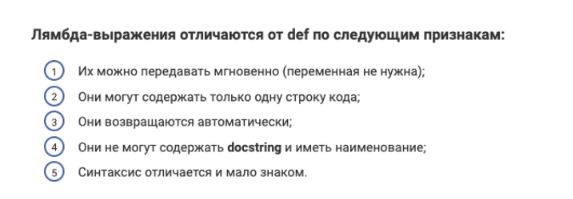 Лямбда-выражения отличаются от def по следующим признакам:
1 Их можно передавать мгновенно (переменная не нужна);
2 Они могут содержать только одну строку кода;
3 Они возвращаются автоматически;
4 Они не могут содержать docstring и иметь наименование;
5 Синтаксис отличается и мало знаком.